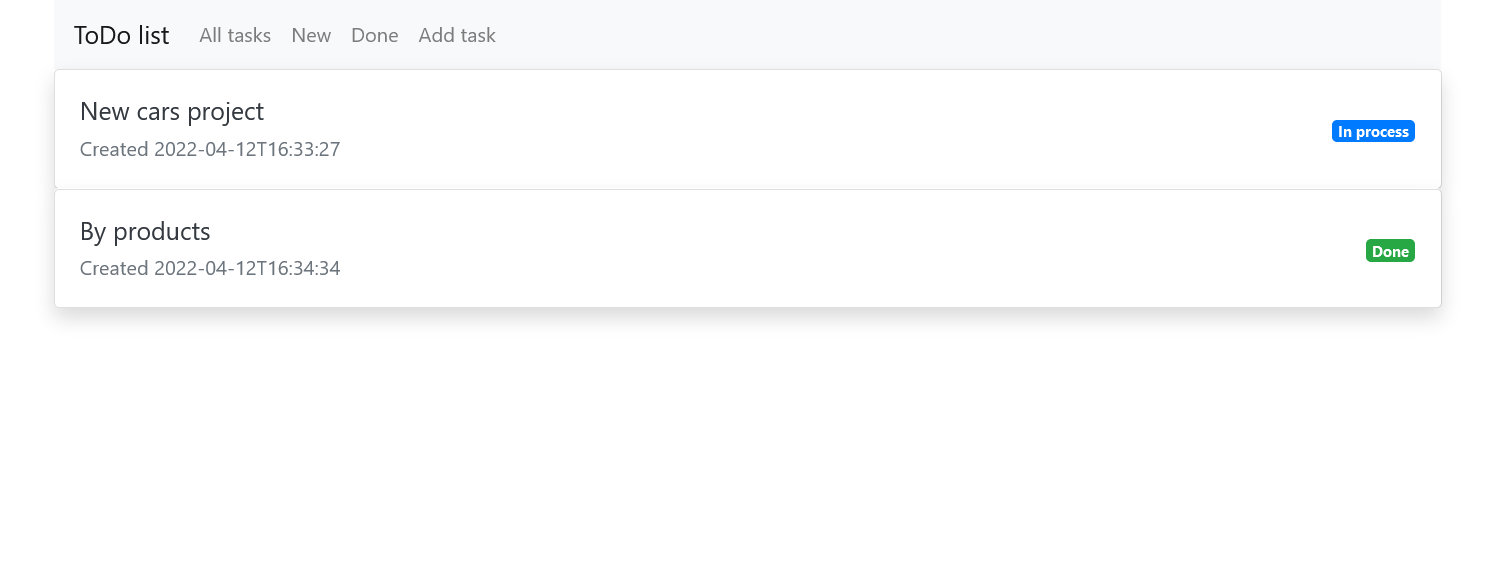 ToDo list All tasks New Done Add task
New cars project
Created 2022-04-12T16:33:27
In process
By products
Created 2022-04-12T16:34:34
Done